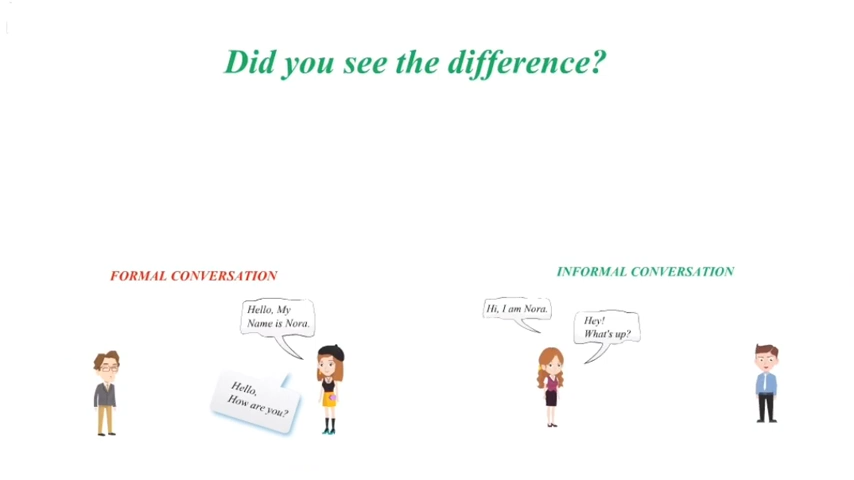 Did you see the difference?
FORMAL CONVERSATION
Hello, My
Name is Nora.
Hello,
How are you?
INFORMAL CONVERSATION
Hi, I am Nora.
Hey!
What's up?